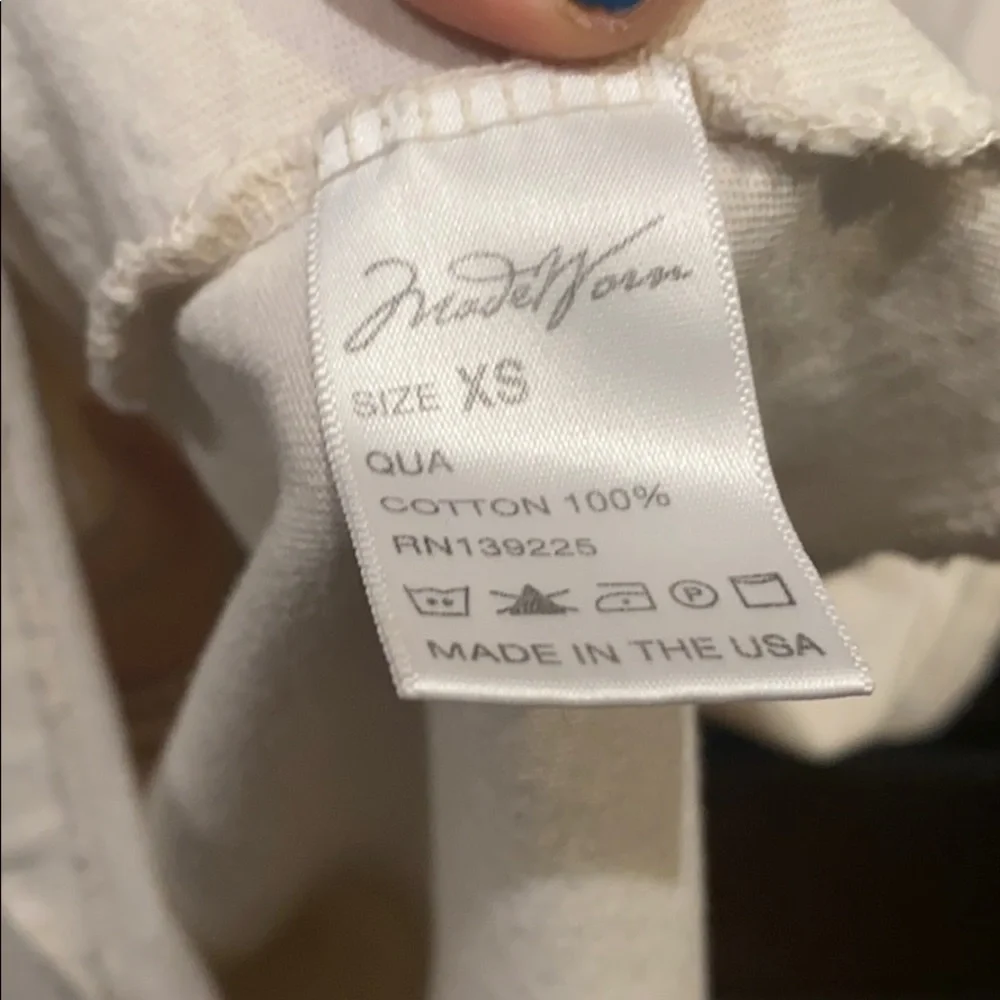 MadeWorn
SIZE XS
QUA
COTTON 100%
RN139225
P
MADE IN THE USA